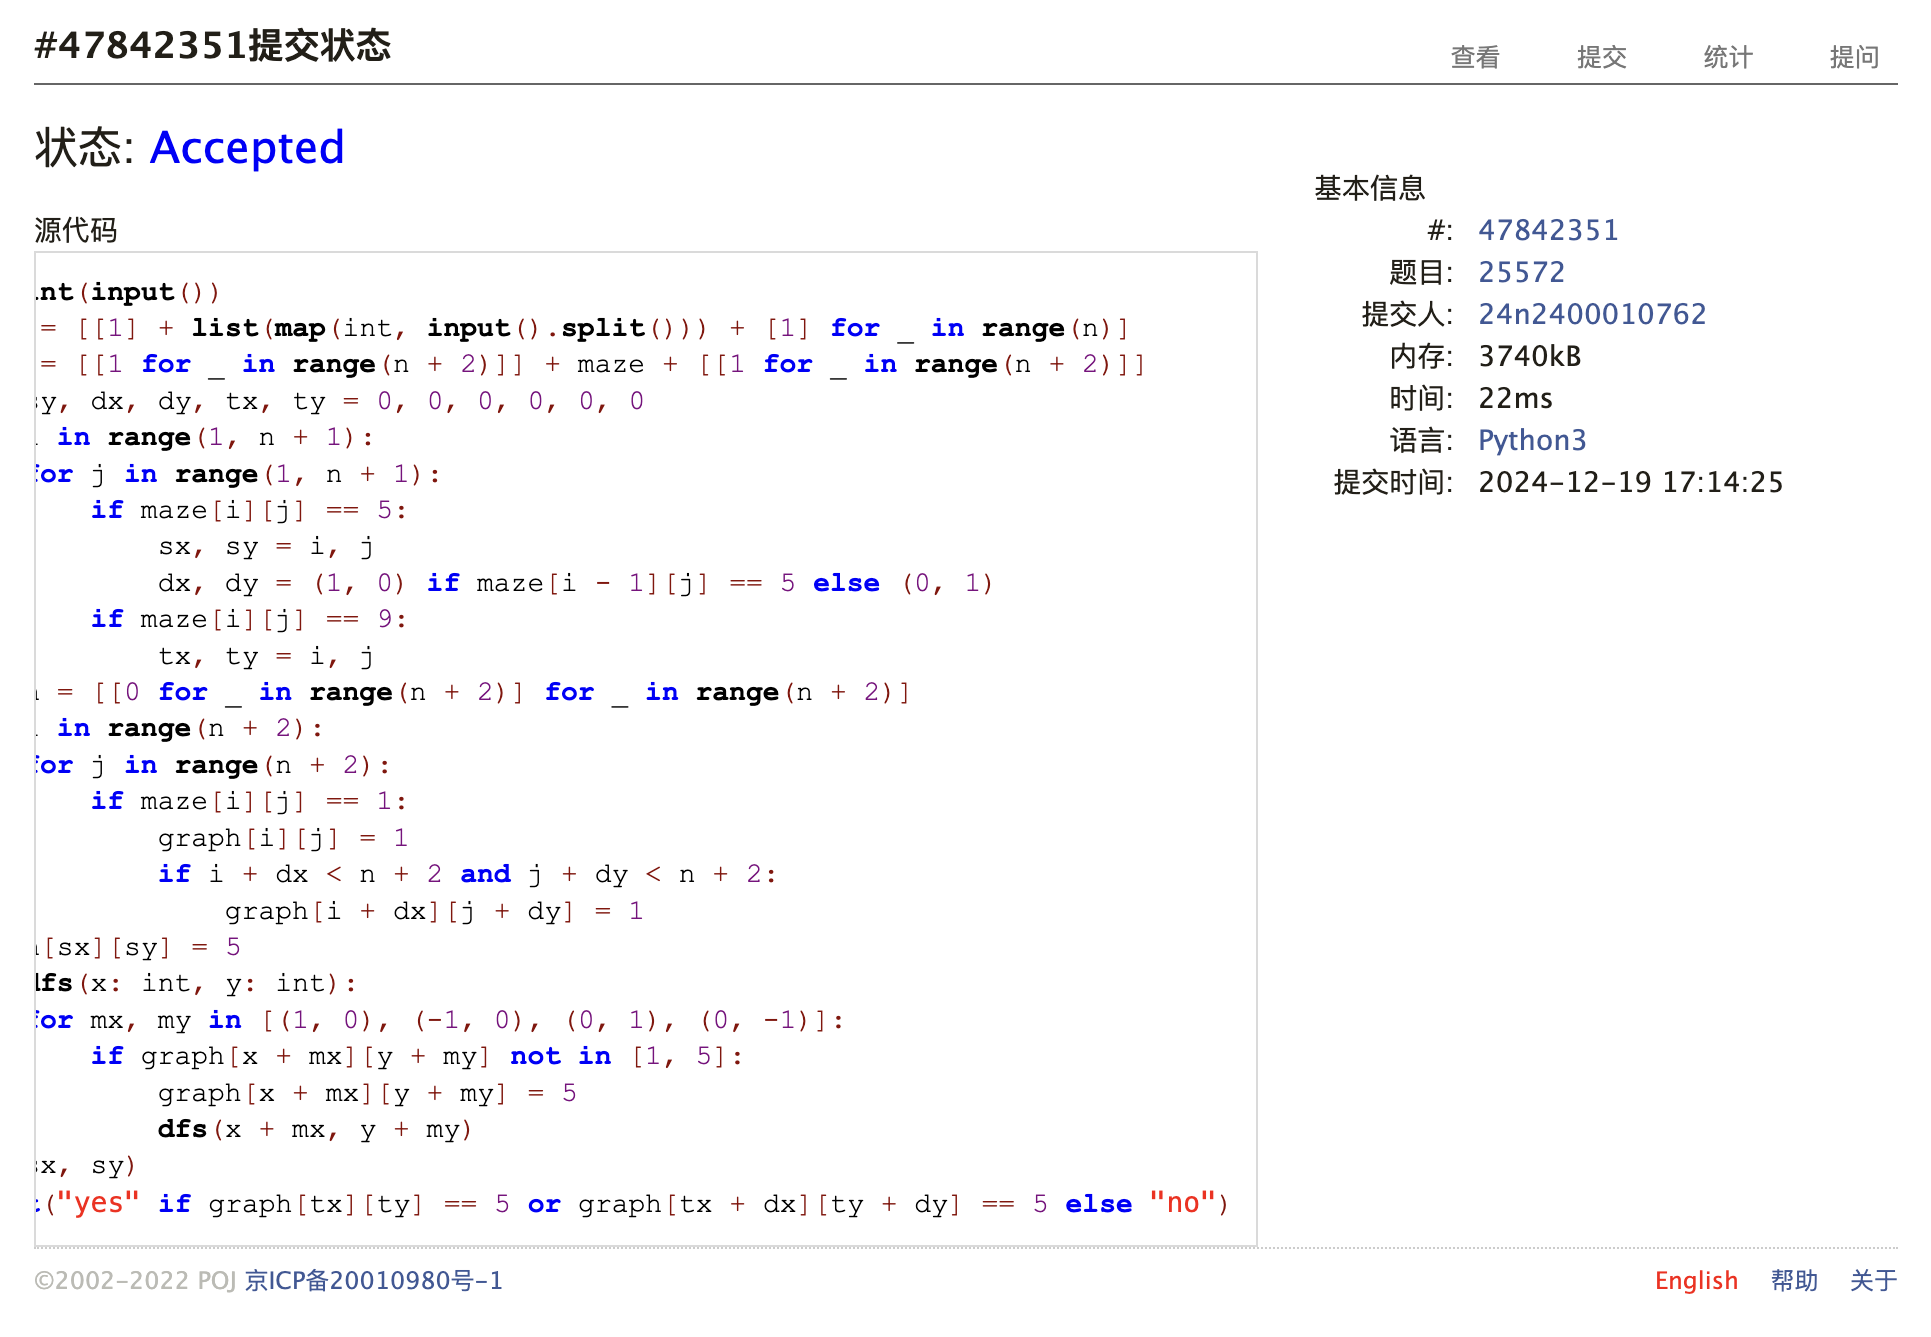 #47842351提交状态
查看 提交 统计 提问
状态: Accepted
源代码
nt(input())
= [[1] + list(map(int, input().split())) + [1] for _ in range(n)]
= [[1 for _ in range(n + 2)]] + maze + [[1 for _ in range(n + 2)]]
y, dx, dy, tx, ty = 0, 0, 0, 0, 0, 0
in range(1, n + 1):
for j in range(1, n + 1):
if maze[i][j] == 5:
sx, sy = i, j
dx, dy = (1, 0) if maze[i - 1][j] == 5 else (0, 1)
if maze[i][j] == 9:
tx, ty = i, j
= [[0 for _ in range(n + 2)] for _ in range(n + 2)]
in range(n + 2):
for j in range(n + 2):
if maze[i][j] == 1:
graph[i][j] = 1
if i + dx < n + 2 and j + dy < n + 2:
graph[i + dx][j + dy] = 1
[sx][sy] = 5
dfs(x: int, y: int):
for mx, my in [(1, 0), (-1, 0), (0, 1), (0, -1)]:
if graph[x + mx][y + my] not in [1, 5]:
graph[x + mx][y + my] = 5
dfs(x + mx, y + my)
x, sy)
("yes" if graph[tx][ty] == 5 or graph[tx + dx][ty + dy] == 5 else "no")
基本信息
#: 47842351
题目: 25572
提交人: 24n2400010762
内存: 3740kB
时间: 22ms
语言: Python3
提交时间: 2024-12-19 17:14:25
©2002-2022 POJ 京ICP备20010980号-1
English 帮助 关于